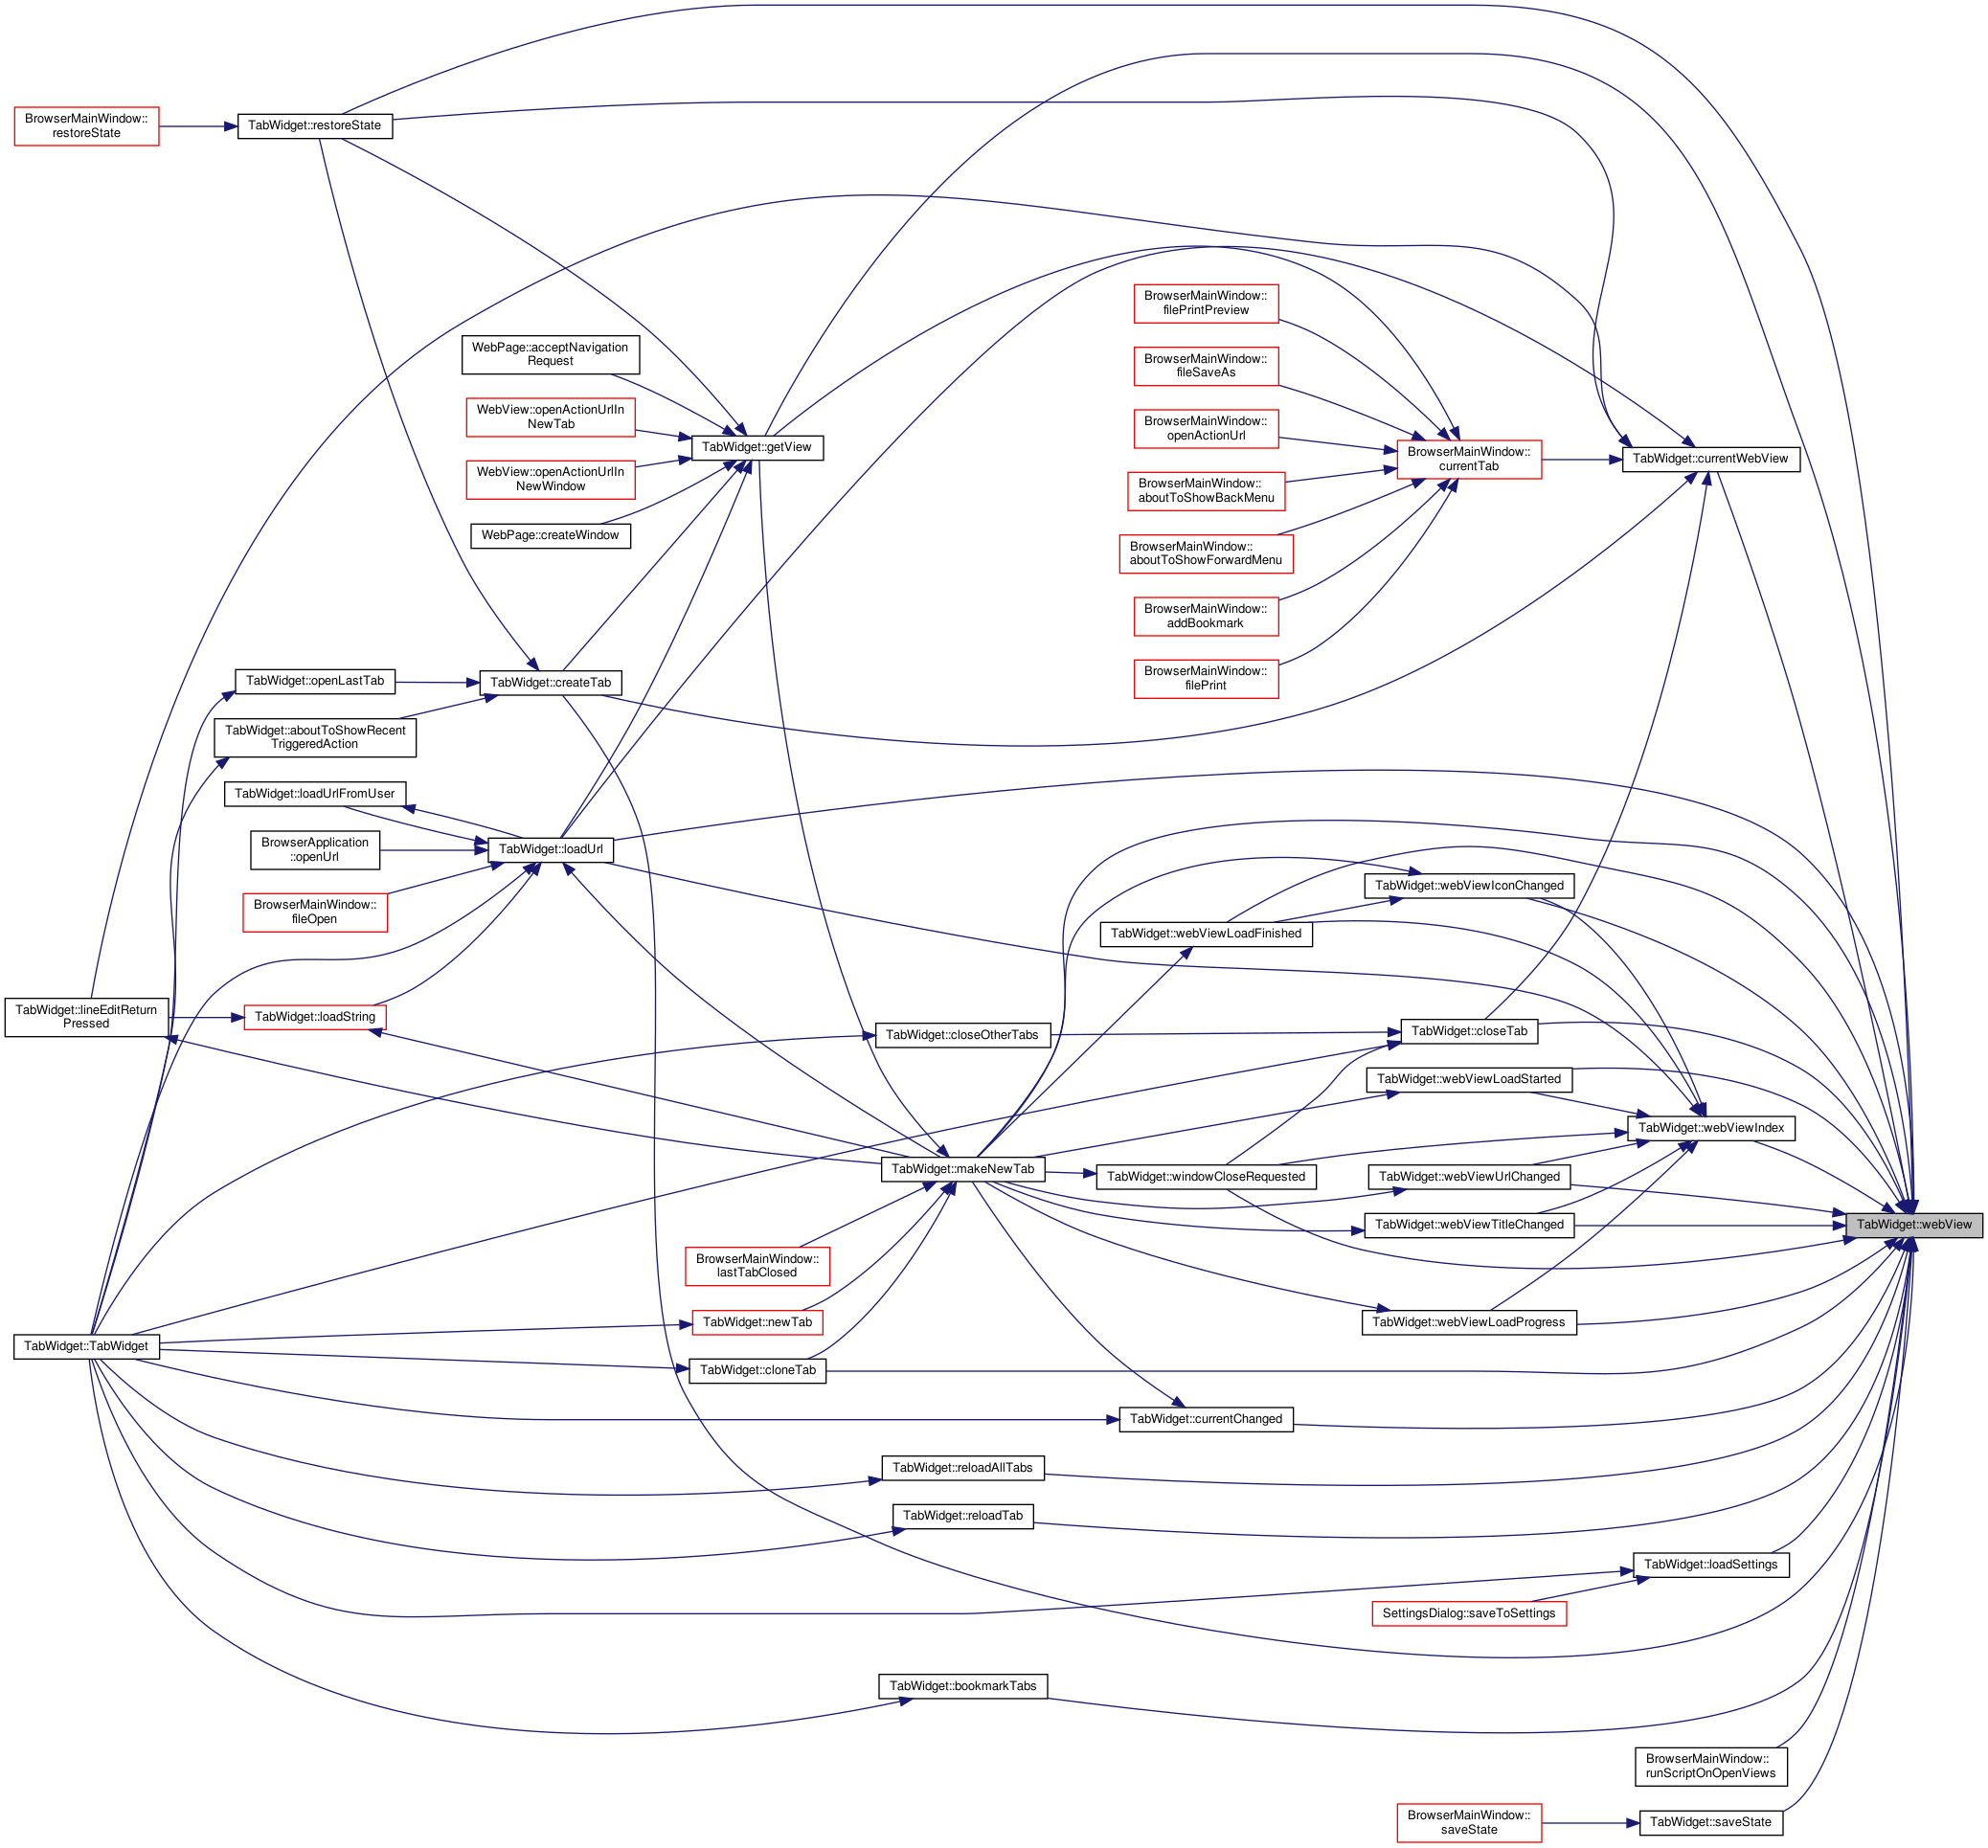 BrowserMainWindow::
restoreState
TabWidget::restoreState
BrowserMainWindow::
filePrintPreview
WebPage::acceptNavigation
Request
BrowserMainWindow::
fileSaveAs
WebView::openActionUrlIn
NewTab
BrowserMainWindow::
openActionUrl
TabWidget::getView
BrowserMainWindow::
currentTab
TabWidget::currentWebView
WebView::openActionUrlIn
NewWindow
BrowserMainWindow::
aboutToShowBackMenu
WebPage::createWindow
BrowserMainWindow::
aboutToShowForwardMenu
BrowserMainWindow::
addBookmark
BrowserMainWindow::
filePrint
TabWidget::openLastTab
TabWidget::createTab
TabWidget::aboutToShowRecent
TriggeredAction
TabWidget::loadUrlFromUser
BrowserApplication
::openUrl
TabWidget::loadUrl
BrowserMainWindow::
fileOpen
TabWidget::webViewIconChanged
TabWidget::webViewLoadFinished
TabWidget::lineEditReturn
Pressed
TabWidget::loadString
TabWidget::closeOtherTabs
TabWidget::closeTab
TabWidget::webViewLoadStarted
TabWidget::webViewIndex
TabWidget::makeNewTab
TabWidget::windowCloseRequested
TabWidget::webViewUrlChanged
TabWidget::webViewTitleChanged
TabWidget::webView
BrowserMainWindow::
lastTabClosed
TabWidget::newTab
TabWidget::webViewLoadProgress
TabWidget::TabWidget
TabWidget::cloneTab
TabWidget::currentChanged
TabWidget::reloadAllTabs
TabWidget::reloadTab
TabWidget::loadSettings
SettingsDialog::saveToSettings
TabWidget::bookmarkTabs
BrowserMainWindow::
runScriptOnOpenViews
BrowserMainWindow::
saveState
TabWidget::saveState